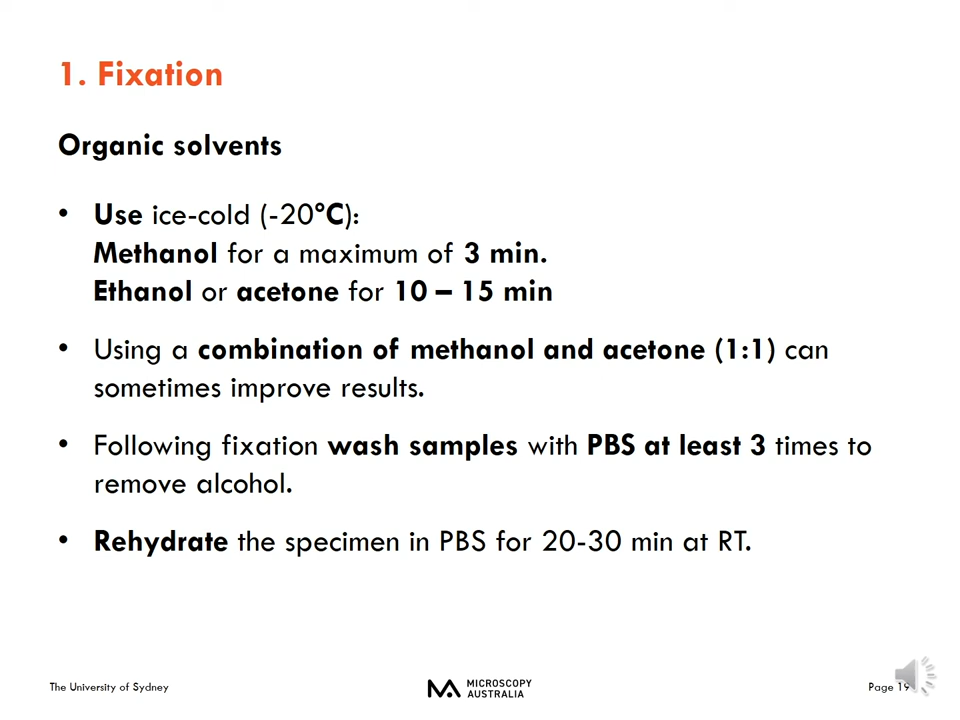 1. Fixation
Organic solvents
• Use ice-cold (-20°C):
Methanol for a maximum of 3 min.
Ethanol or acetone for 10 – 15 min
• Using a combination of methanol and acetone (1:1) can
sometimes improve results.
• Following fixation wash samples with PBS at least 3 times to
remove alcohol.
• Rehydrate the specimen in PBS for 20-30 min at RT.
The University of Sydney
MICROSCOPY
AUSTRALIA
Page 19